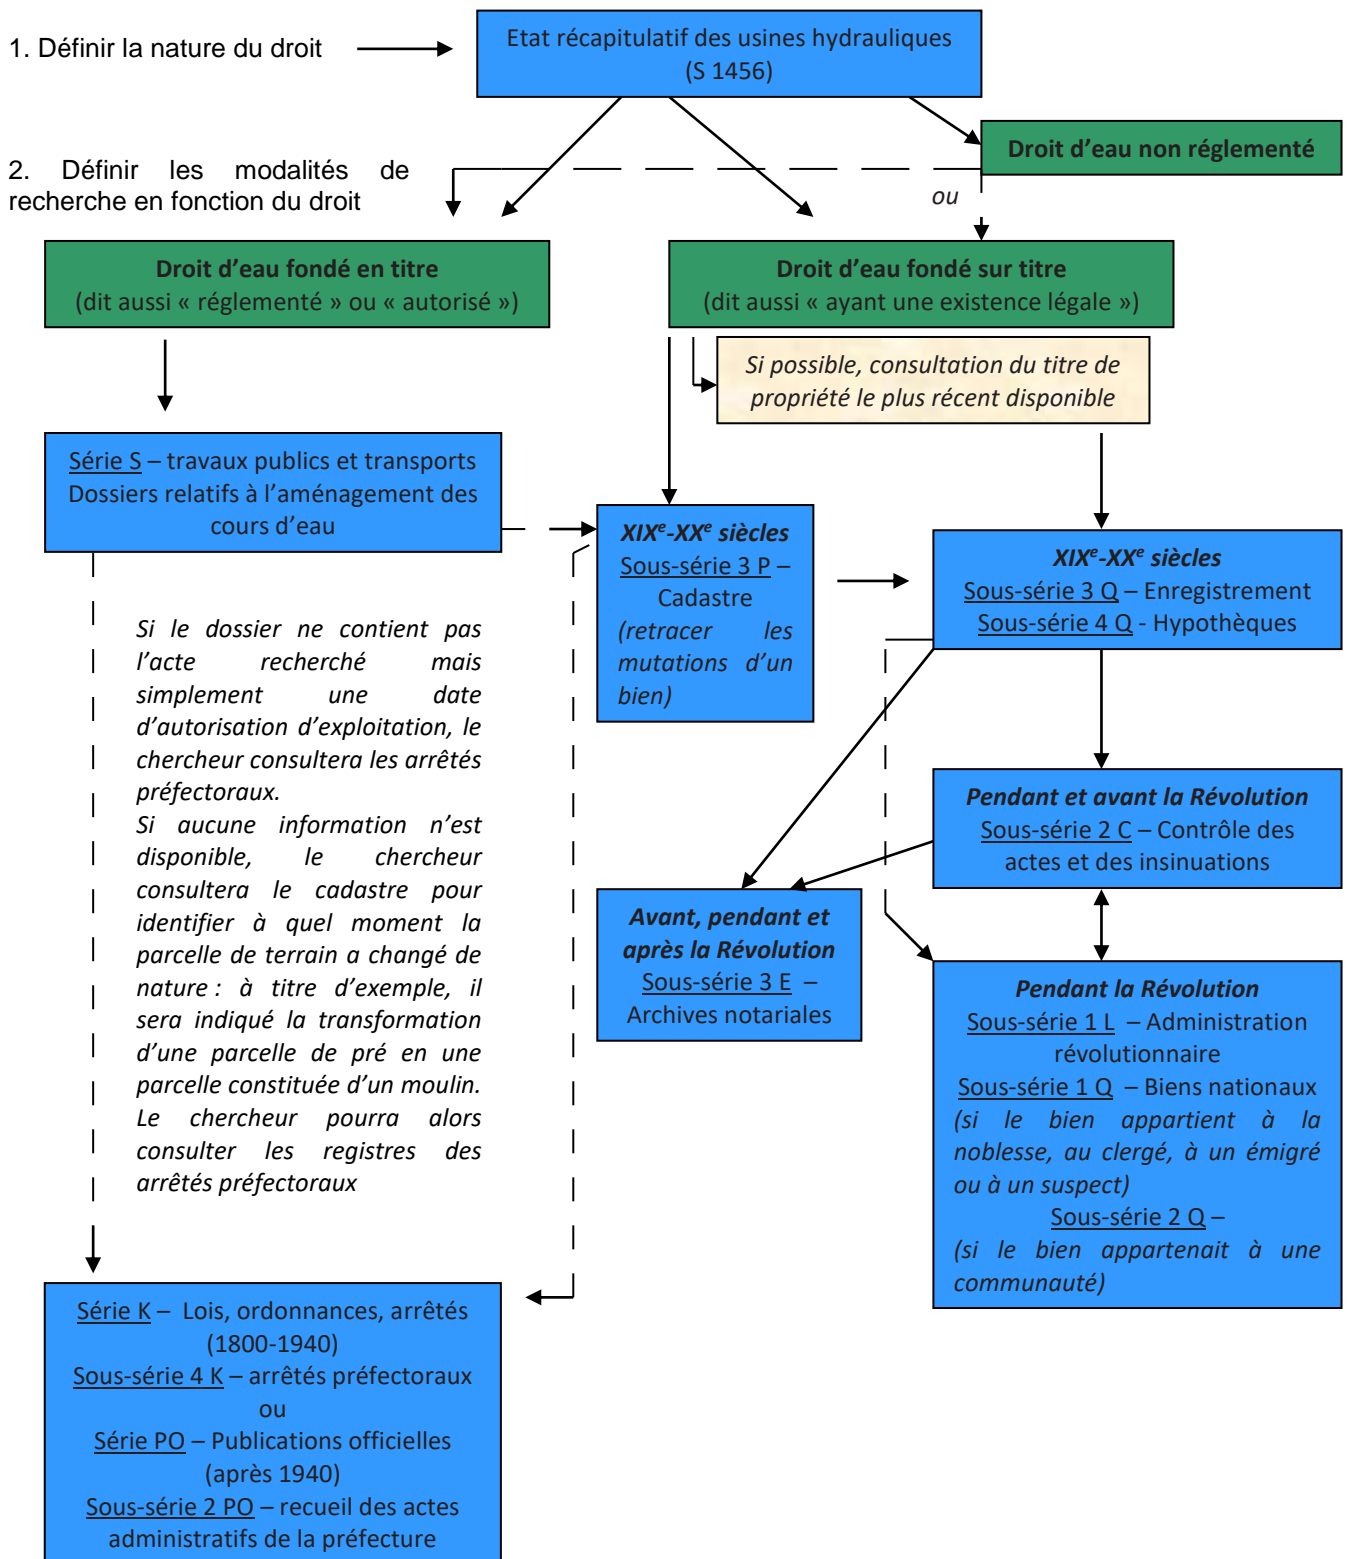 1. Définir la nature du droit
Etat récapitulatif des usines hydrauliques
(S 1456)
Droit d’eau non réglementé
2. Définir les modalités de
recherche en fonction du droit
ou
Droit d’eau fondé en titre
(dit aussi « réglementé » ou « autorisé »)
Droit d’eau fondé sur titre
(dit aussi « ayant une existence légale »)
Si possible, consultation du titre de
propriété le plus récent disponible
Série S – travaux publics et transports
Dossiers relatifs à l’aménagement des
cours d’eau
XIXe-XXe siècles
Sous-série 3 P –
Cadastre
(retracer les
mutations d’un
bien)
XIXe-XXe siècles
Sous-série 3 Q – Enregistrement
Sous-série 4 Q - Hypothèques
Si le dossier ne contient pas
l’acte recherché mais
simplement une date
d’autorisation d’exploitation, le
chercheur consultera les arrêtés
préfectoraux.
Si aucune information n’est
disponible, le chercheur
consultera le cadastre pour
identifier à quel moment la
parcelle de terrain a changé de
nature : à titre d’exemple, il
sera indiqué la transformation
d’une parcelle de pré en une
parcelle constituée d’un moulin.
Le chercheur pourra alors
consulter les registres des
arrêtés préfectoraux
Pendant et avant la Révolution
Sous-série 2 C – Contrôle des
actes et des insinuations
Avant, pendant et
après la Révolution
Sous-série 3 E –
Archives notariales
Pendant la Révolution
Sous-série 1 L – Administration
révolutionnaire
Sous-série 1 Q – Biens nationaux
(si le bien appartient à la
noblesse, au clergé, à un émigré
ou à un suspect)
Sous-série 2 Q –
(si le bien appartenait à une
communauté)
Série K – Lois, ordonnances, arrêtés
(1800-1940)
Sous-série 4 K – arrêtés préfectoraux
ou
Série PO – Publications officielles
(après 1940)
Sous-série 2 PO – recueil des actes
administratifs de la préfecture